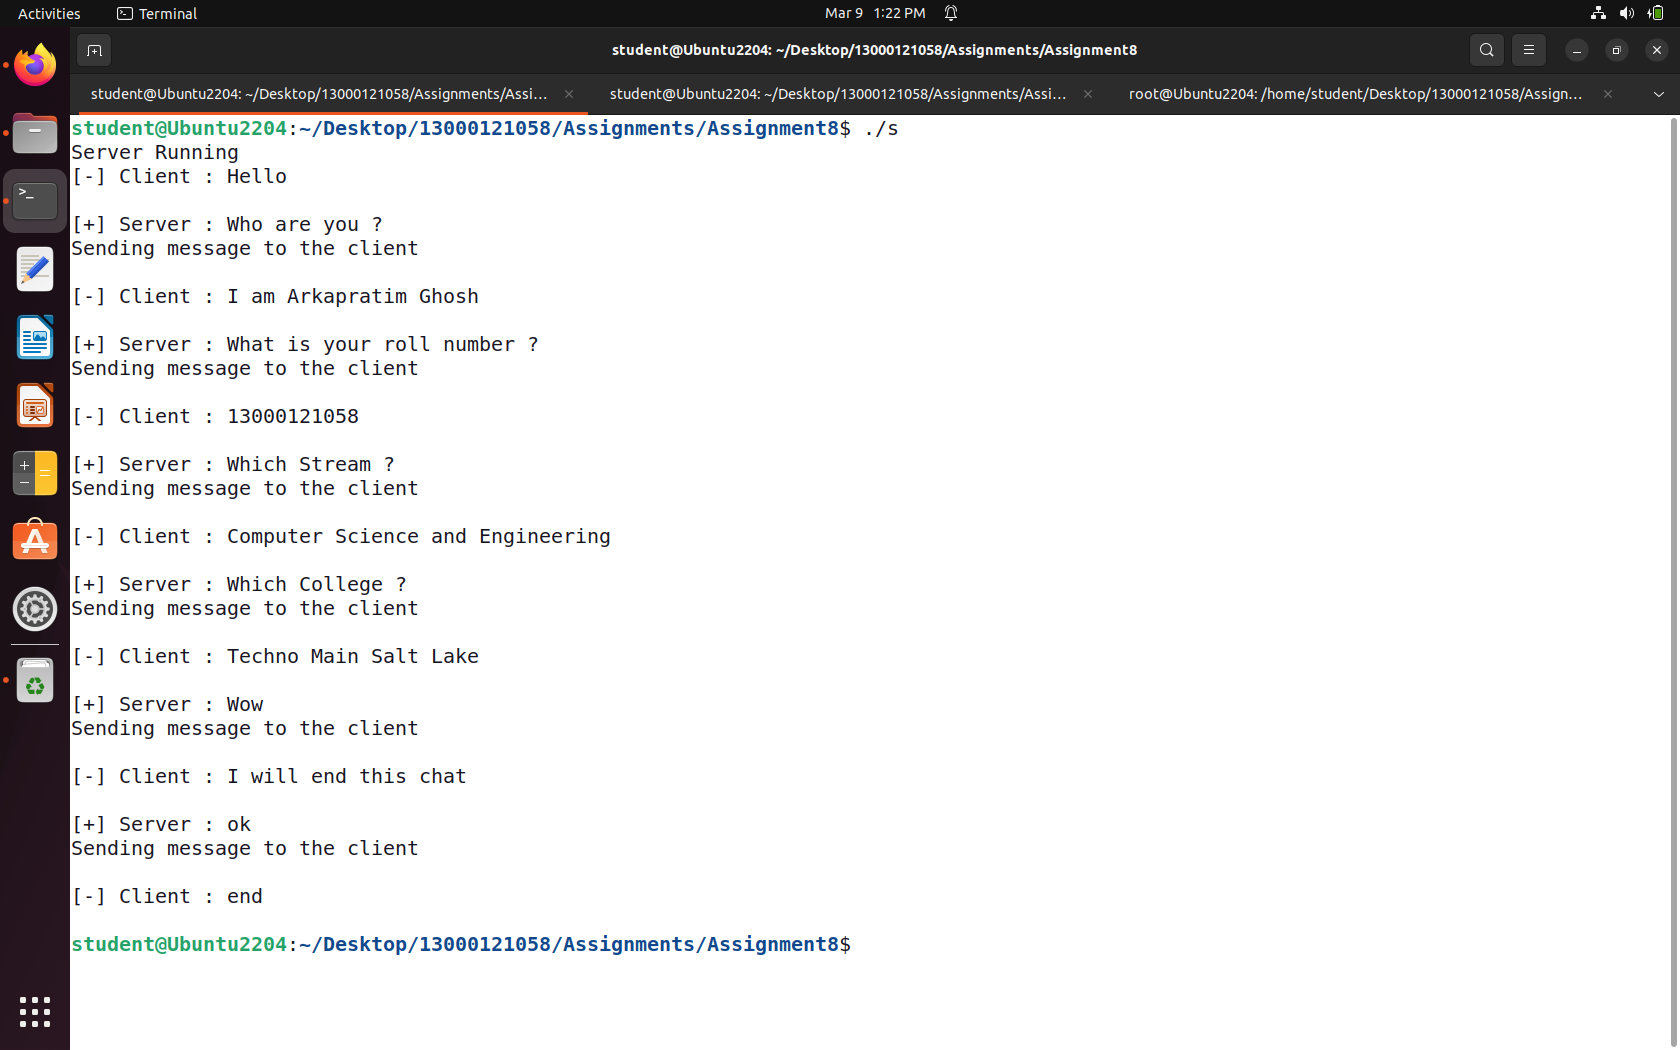 Activities
Terminal
Mar 9 1:22 PM
student@Ubuntu2204: ~/Desktop/13000121058/Assignments/Assignment8
student@Ubuntu2204: ~/Desktop/13000121058/Assignments/Assi...
student@Ubuntu2204: ~/Desktop/13000121058/Assignments/Assi...
root@Ubuntu2204: /home/student/Desktop/13000121058/Assign...
student@Ubuntu2204:~/Desktop/13000121058/Assignments/Assignment8$ ./s
Server Running
[-] Client : Hello
[+] Server : Who are you ?
Sending message to the client
[-] Client : I am Arkapratim Ghosh
[+] Server : What is your roll number ?
Sending message to the client
[-] Client : 13000121058
[+] Server : Which Stream ?
Sending message to the client
[-] Client : Computer Science and Engineering
[+] Server : Which College ?
Sending message to the client
[-] Client : Techno Main Salt Lake
[+] Server : Wow
Sending message to the client
[-] Client : I will end this chat
[+] Server : ok
Sending message to the client
[-] Client : end
student@Ubuntu2204:~/Desktop/13000121058/Assignments/Assignment8$